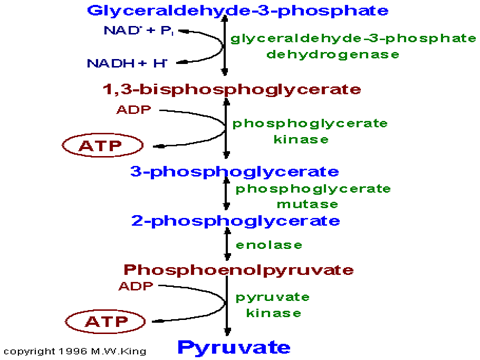 Glyceraldehyde-3-phosphate
NAD⁺ + Pᵢ
glyceraldehyde-3-phosphate
dehydrogenase
NADH + H⁺
1,3-bisphosphoglycerate
ADP
phosphoglycerate
kinase
ATP
3-phosphoglycerate
phosphoglycerate
mutase
2-phosphoglycerate
enolase
Phosphoenolpyruvate
ADP
pyruvate
kinase
ATP
Pyruvate
copyright 1996 M.W.King